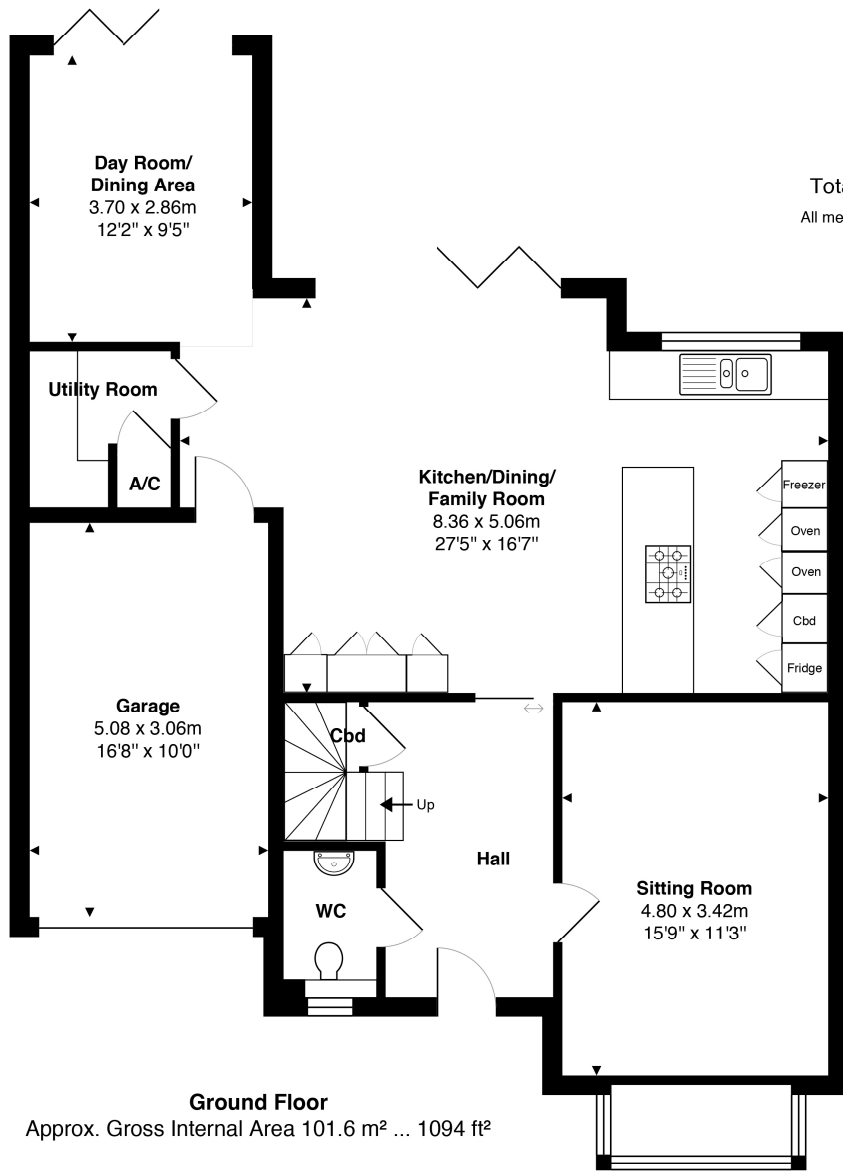 Day Room/
Dining Area
3.70 x 2.86m
12'2" x 9'5"
All me
Utility Room
A/C
Kitchen/Dining/
Family Room
8.36 x 5.06m
27'5" x 16'7"
Freezer
Oven
Oven
Cbd
Fridge
Garage
5.08 x 3.06m
16'8" x 10'0"
Cbd
Up
Hall
WC
Sitting Room
4.80 x 3.42m
15'9" x 11'3"
Ground Floor
Approx. Gross Internal Area 101.6 m² ... 1094 ft²